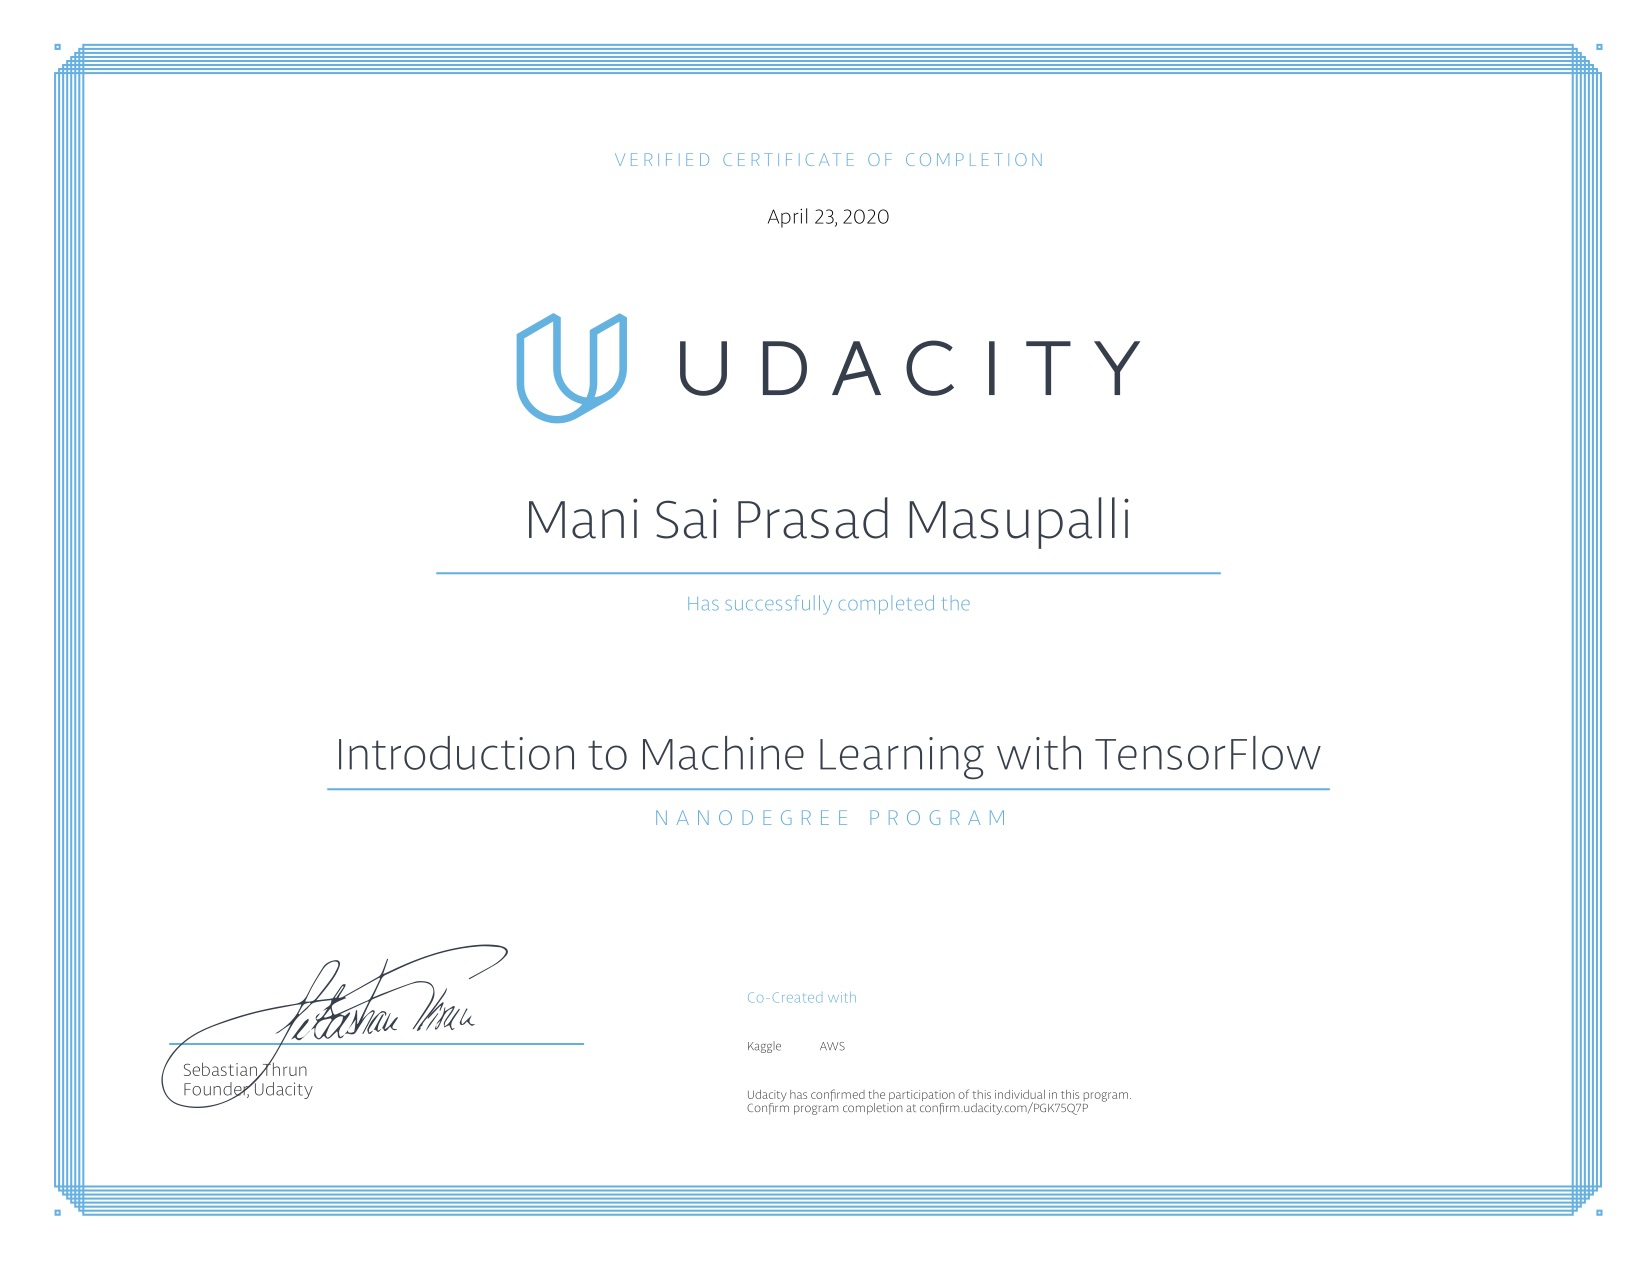 VERIFIED CERTIFICATE OF COMPLETION
April 23, 2020
UDACITY
Mani Sai Prasad Masupalli
Has successfully completed the
Introduction to Machine Learning with TensorFlow
NANODEGREE PROGRAM
Sebastian Thrun
Sebastian Thrun
Founder, Udacity
Co-Created with
Kaggle AWS
Udacity has confirmed the participation of this individual in this program.
Confirm program completion at confirm.udacity.com/PGK75Q7P